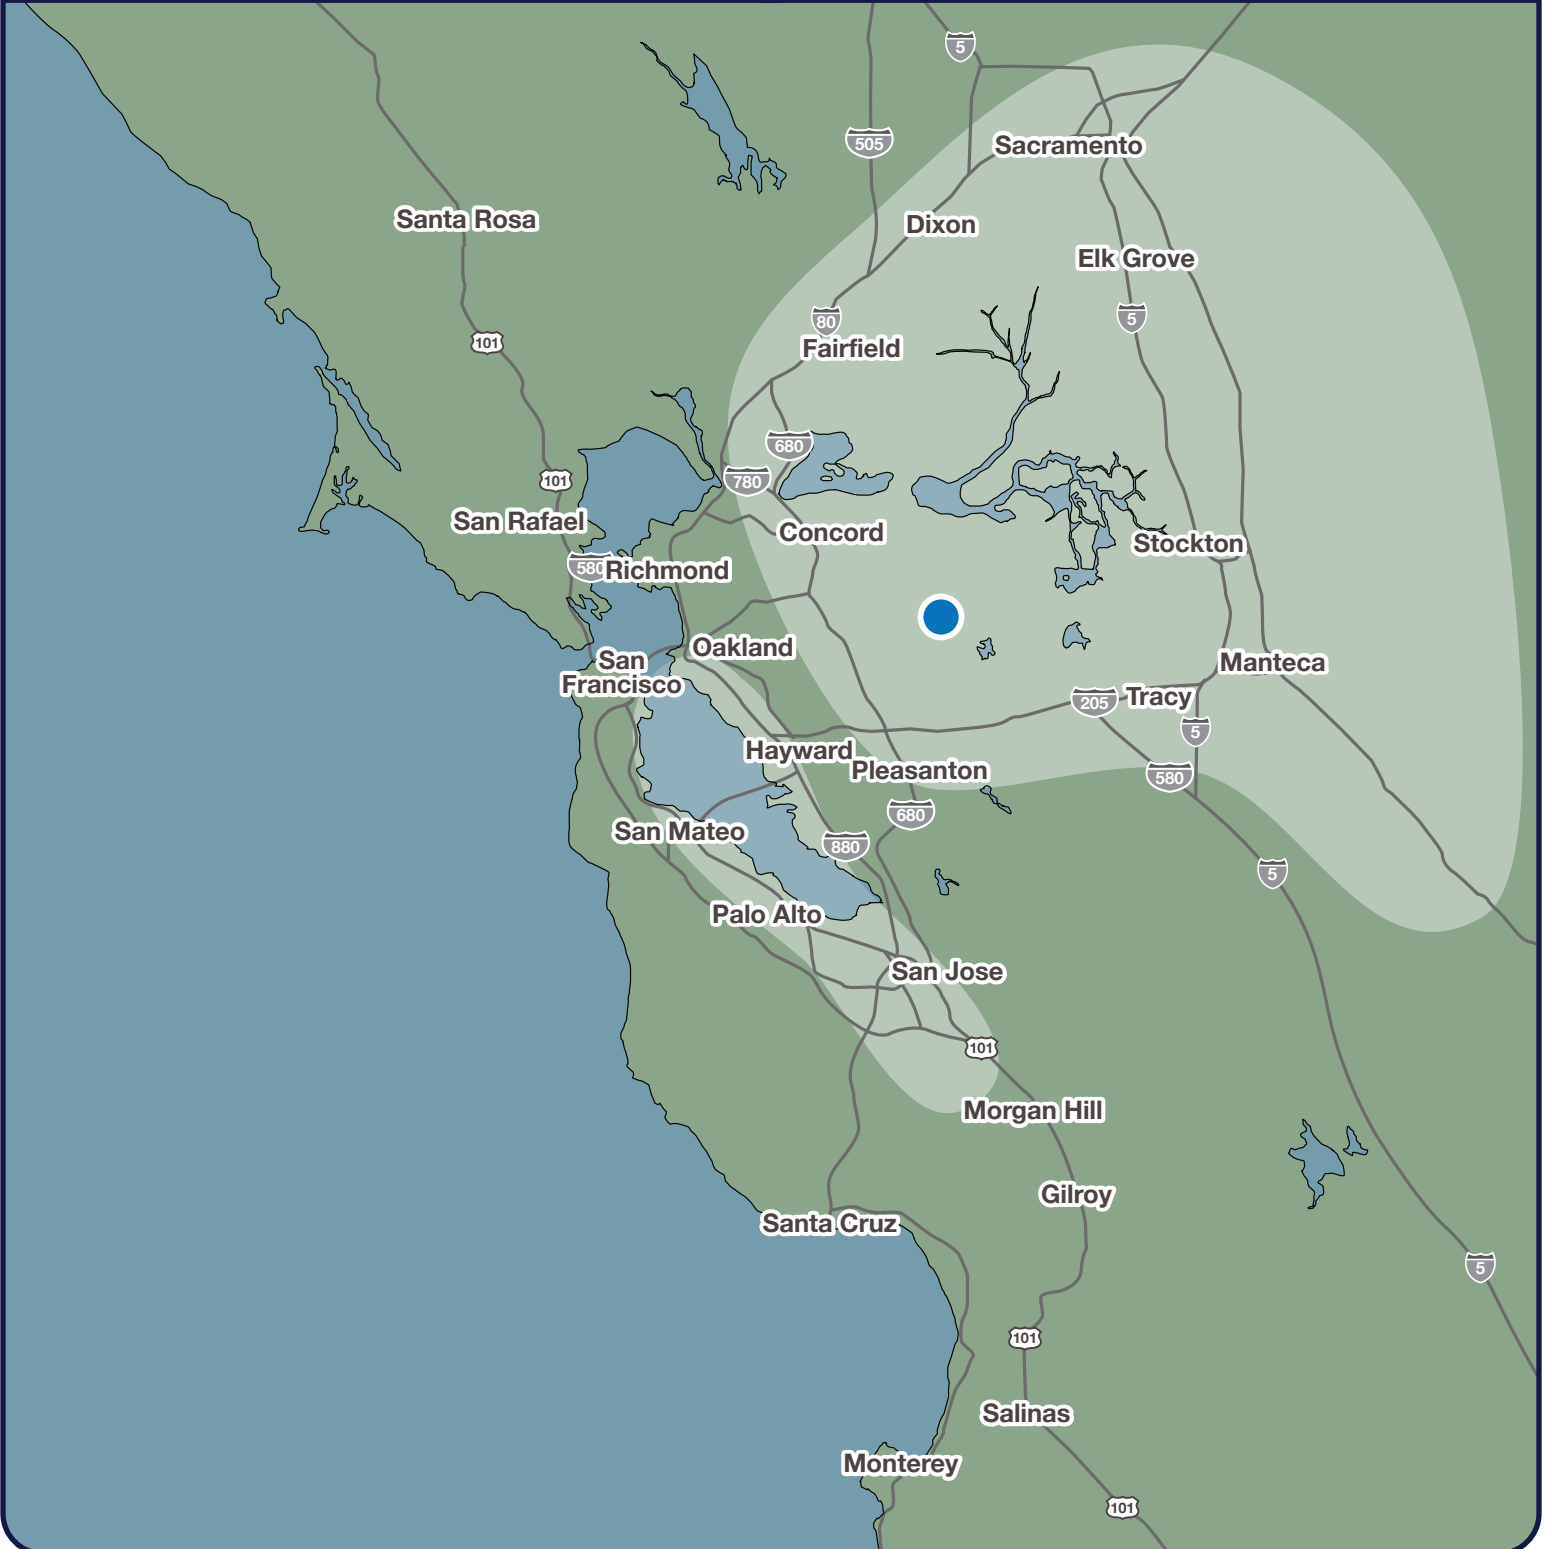 5
505
Sacramento
Santa Rosa
Dixon
Elk Grove
80
5
101
Fairfield
680
780
101
San Rafael
Concord
Stockton
580
Richmond
Oakland
San
Francisco
Manteca
205
Tracy
5
Hayward
Pleasanton
580
680
San Mateo
880
5
Palo Alto
San Jose
101
Morgan Hill
Gilroy
Santa Cruz
5
101
Salinas
Monterey
101